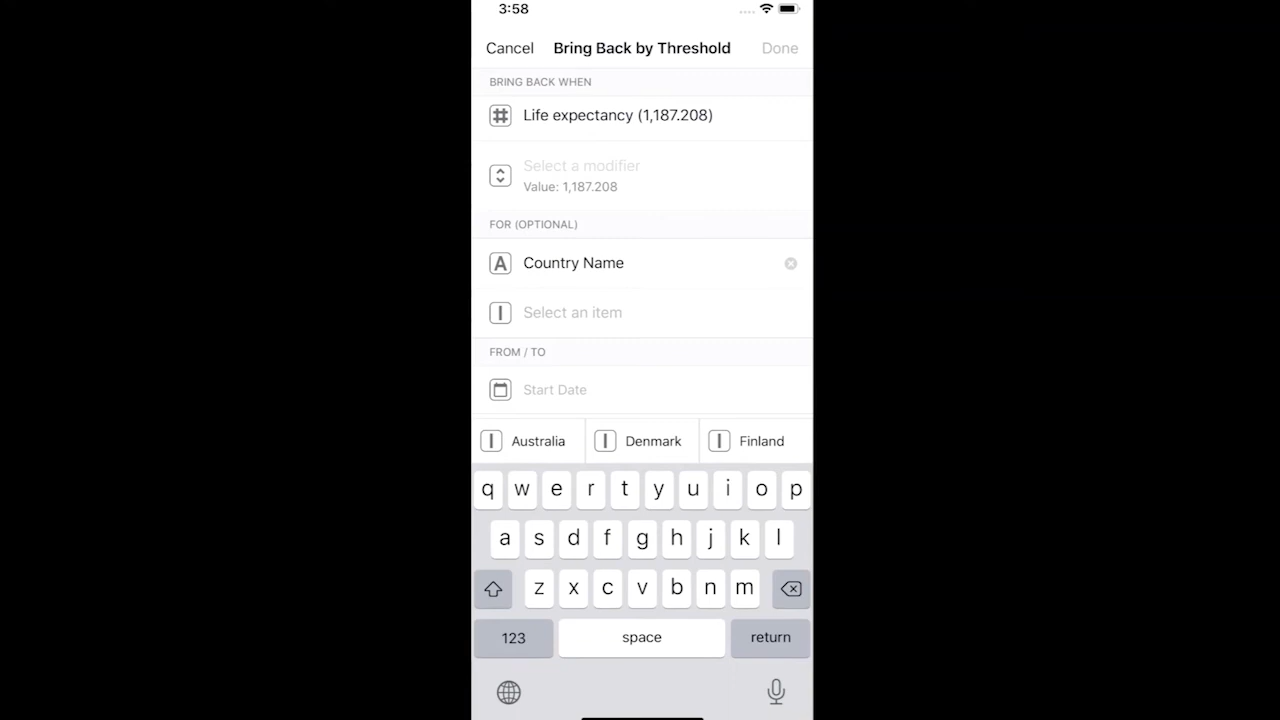 3:58
Cancel Bring Back by Threshold Done
BRING BACK WHEN
Life expectancy (1,187.208)
Select a modifier
Value: 1,187.208
FOR (OPTIONAL)
A Country Name
Select an item
FROM / TO
Start Date
Australia Denmark Finland
q w e r t y u i o p
a s d f g h j k l
z x c v b n m
123 space return